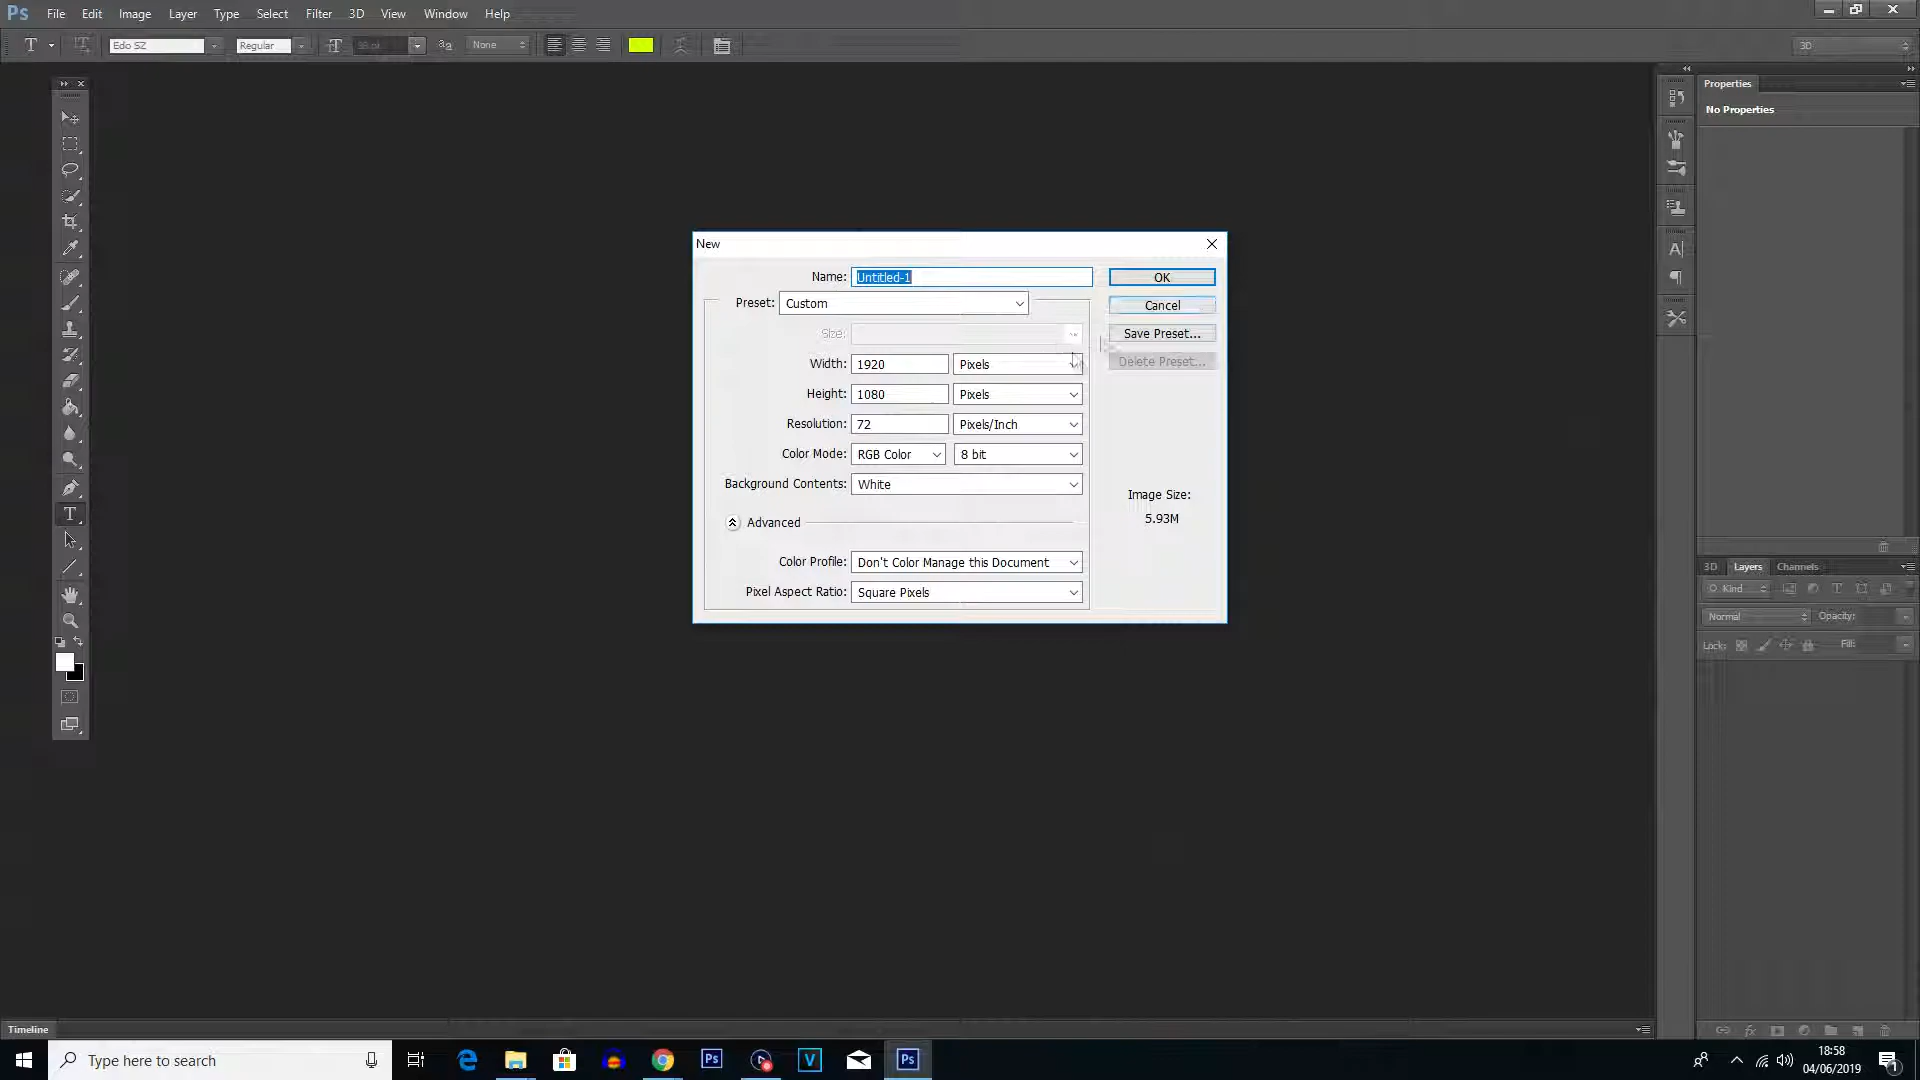 Ps File Edit Image Layer Type Select Filter 3D View Window Help
T Edo SZ Regular None 3D
Properties
No Properties
New
Name: Untitled-1 OK
Preset: Custom Cancel
Size: Save Preset...
Width: 1920 Pixels Delete Preset...
Height: 1080 Pixels
Resolution: 72 Pixels/Inch
Color Mode: RGB Color 8 bit
Background Contents: White
Image Size:
5.93M
Advanced
Color Profile: Don't Color Manage this Document
Pixel Aspect Ratio: Square Pixels
3D Layers Channels
Kind
Normal Opacity:
Lock: Fill:
Timeline
Type here to search
18:58
04/06/2019